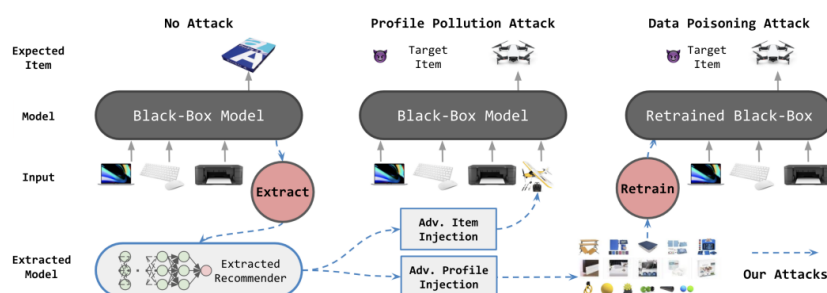 No Attack
Profile Pollution Attack
Data Poisoning Attack
Expected
Item
Target
Item
Target
Item
Model
Black-Box Model
Black-Box Model
Retrained Black-Box
Input
Extract
Retrain
Extracted
Model
Extracted
Recommender
Adv. Item
Injection
Adv. Profile
Injection
Our Attacks